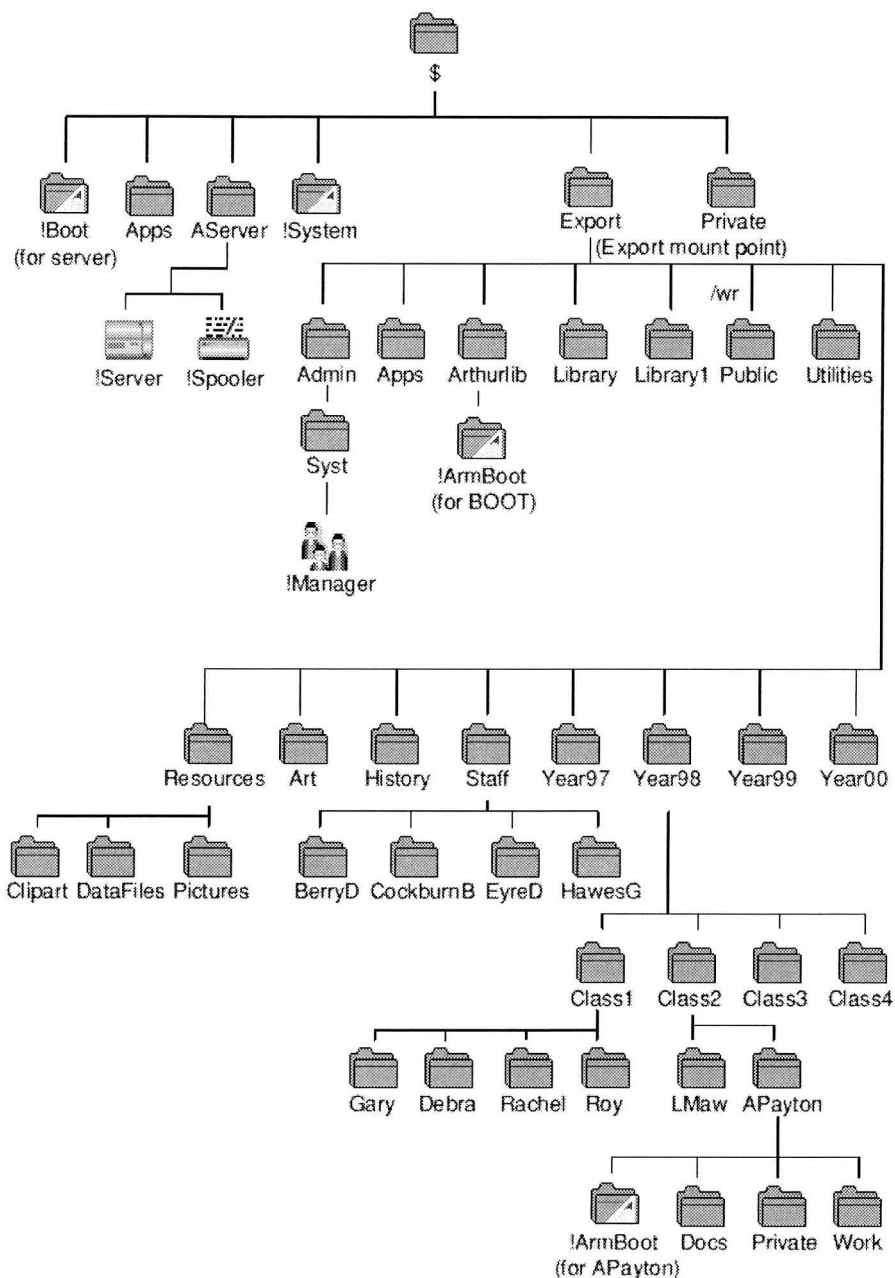 $
!Boot Apps AServer !System Export Private
(for server) (Export mount point)
/wr
!Server !Spooler Admin Apps Arthurlib Library Library1 Public Utilities
Syst !ArmBoot
(for BOOT)
!Manager
Resources Art History Staff Year97 Year98 Year99 Year00
Clipart DataFiles Pictures BerryD CockburnB EyreD HawesG
Class1 Class2 Class3 Class4
Gary Debra Rachel Roy LMaw APayton
!ArmBoot Docs Private Work
(for APayton)